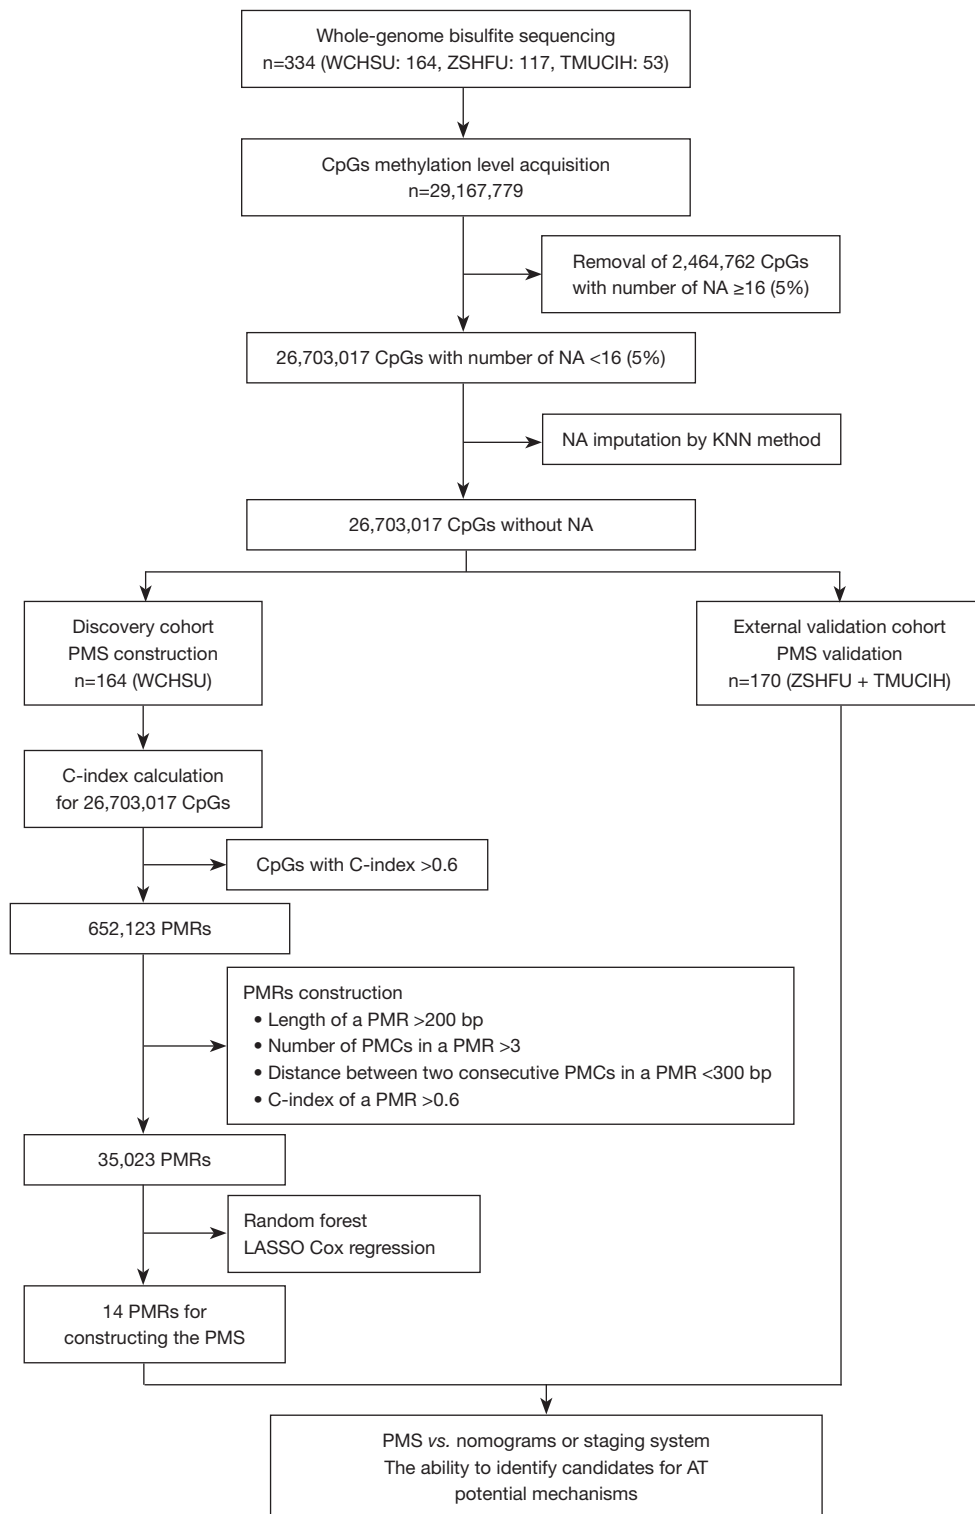 Whole-genome bisulfite sequencing
n=334 (WCHSU: 164, ZSHFU: 117, TMUCIH: 53)
CpGs methylation level acquisition
n=29,167,779
Removal of 2,464,762 CpGs
with number of NA ≥16 (5%)
26,703,017 CpGs with number of NA <16 (5%)
NA imputation by KNN method
26,703,017 CpGs without NA
Discovery cohort
PMS construction
n=164 (WCHSU)
External validation cohort
PMS validation
n=170 (ZSHFU + TMUCIH)
C-index calculation
for 26,703,017 CpGs
CpGs with C-index >0.6
652,123 PMRs
PMRs construction
• Length of a PMR >200 bp
• Number of PMCs in a PMR >3
• Distance between two consecutive PMCs in a PMR <300 bp
• C-index of a PMR >0.6
35,023 PMRs
Random forest
LASSO Cox regression
14 PMRs for
constructing the PMS
PMS vs. nomograms or staging system
The ability to identify candidates for AT
potential mechanisms